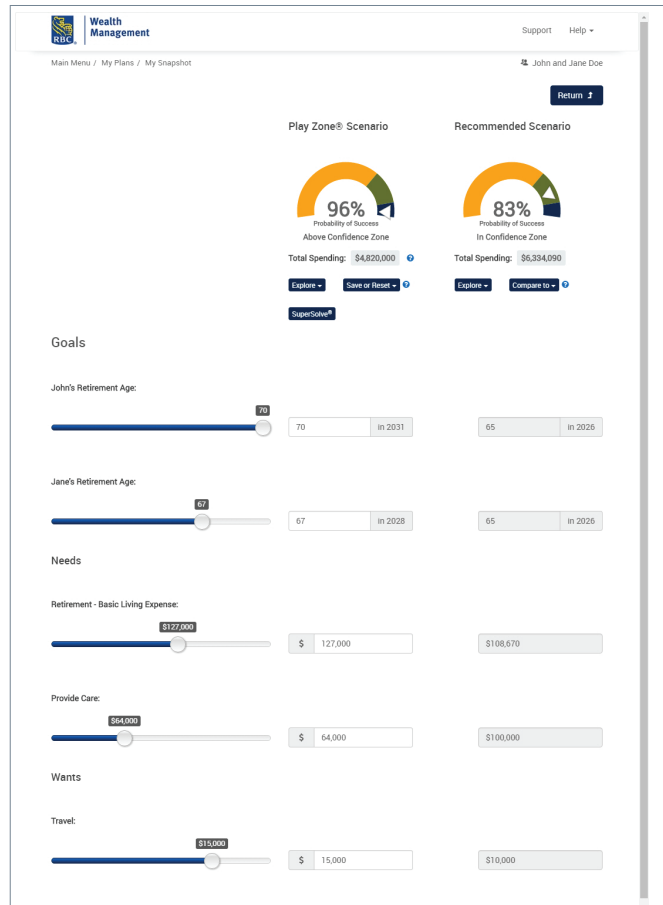 RBC
Wealth
Management
Support Help
Main Menu / My Plans / My Snapshot
John and Jane Doe
Return
Play Zone® Scenario
Recommended Scenario
96%
Probability of Success
Above Confidence Zone
83%
Probability of Success
In Confidence Zone
Total Spending: $4,820,000 ?
Total Spending: $6,334,090
Explore Save or Reset ?
Explore Compare to ?
SuperSolve®
Goals
John's Retirement Age:
70
70 in 2031
65 in 2026
Jane's Retirement Age:
67
67 in 2028
65 in 2026
Needs
Retirement - Basic Living Expense:
$127,000
$ 127,000
$108,670
Provide Care:
$64,000
$ 64,000
$100,000
Wants
Travel:
$15,000
$ 15,000
$10,000